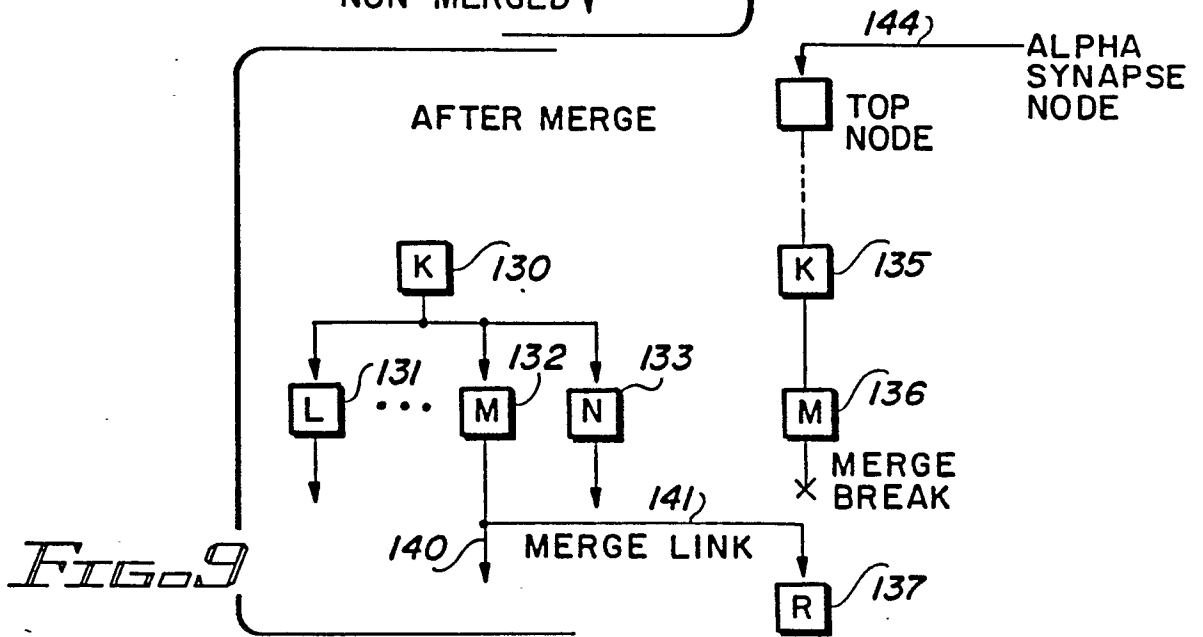 NON-MERGED
144
ALPHA
SYNAPSE
NODE
AFTER MERGE
TOP
NODE
K 130
K 135
L 131
M 132
N 133
M 136
MERGE
BREAK
141
140
MERGE LINK
R 137
FIG. 9